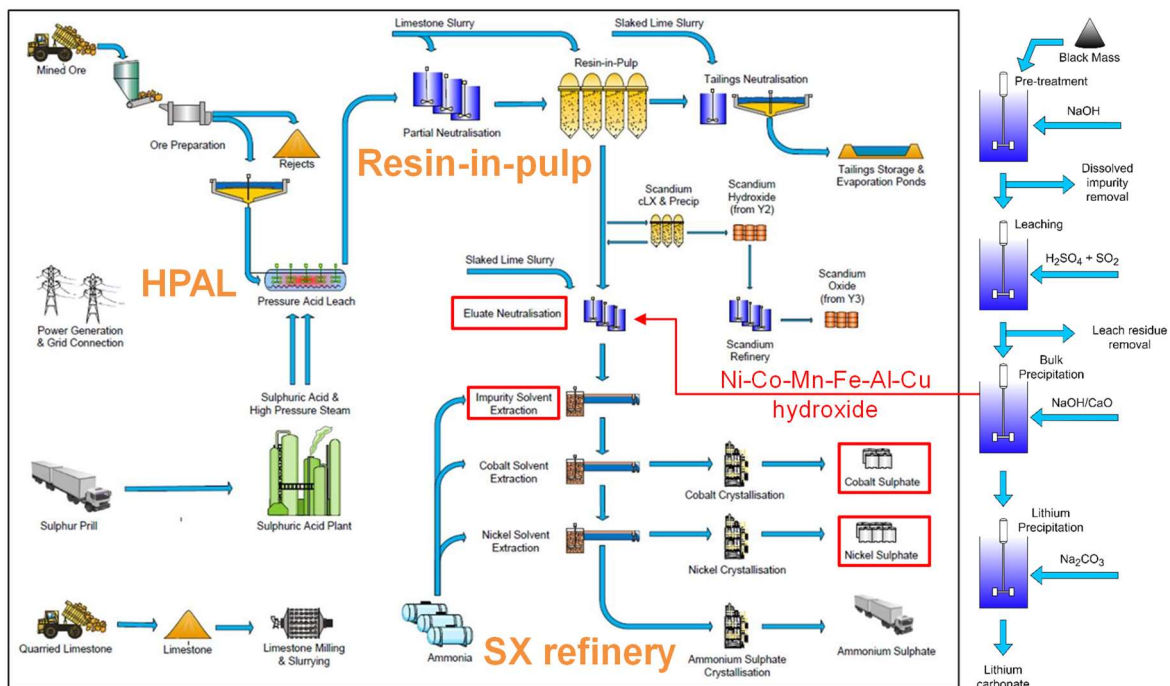 Limestone Slurry
Slaked Lime Slurry
Mined Ore
Resin-in-Pulp
Tailings Neutralisation
Partial Neutralisation
Ore Preparation
Rejects
Resin-in-pulp
Tailings Storage &
Evaporation Ponds
Scandium
cLX & Precip
Scandium
Hydroxide
(from Y2)
HPAL
Pressure Acid Leach
Slaked Lime Slurry
Scandium
Oxide
(from Y3)
Eluate Neutralisation
Power Generation
& Grid Connection
Scandium
Refinery
Sulphuric Acid &
High Pressure Steam
Impurity Solvent
Extraction
Ni-Co-Mn-Fe-Al-Cu
hydroxide
Cobalt Solvent
Extraction
Cobalt Crystallisation
Cobalt Sulphate
Sulphur Prill
Sulphuric Acid Plant
Nickel Solvent
Extraction
Nickel Crystallisation
Nickel Sulphate
Quarried Limestone
Limestone
Limestone Milling
& Slurrying
Ammonia
SX refinery
Ammonium Sulphate
Crystallisation
Ammonium Sulphate
Black Mass
Pre-treatment
NaOH
Dissolved
impurity
removal
Leaching
H₂SO₄ + SO₂
Leach residue
removal
Bulk
Precipitation
NaOH/CaO
Lithium
Precipitation
Na₂CO₃
Lithium
carbonate